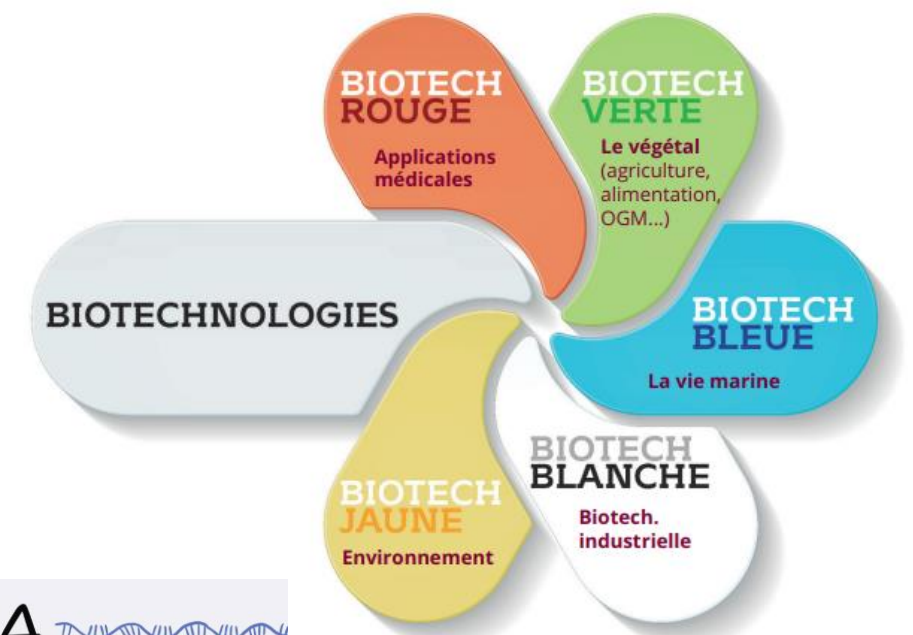 BIOTECH
ROUGE
Applications
médicales
BIOTECH
VERTE
Le végétal
(agriculture,
alimentation,
OGM...)
BIOTECHNOLOGIES
BIOTECH
BLEUE
La vie marine
BIOTECH
BLANCHE
Biotech.
industrielle
BIOTECH
JAUNE
Environnement
A